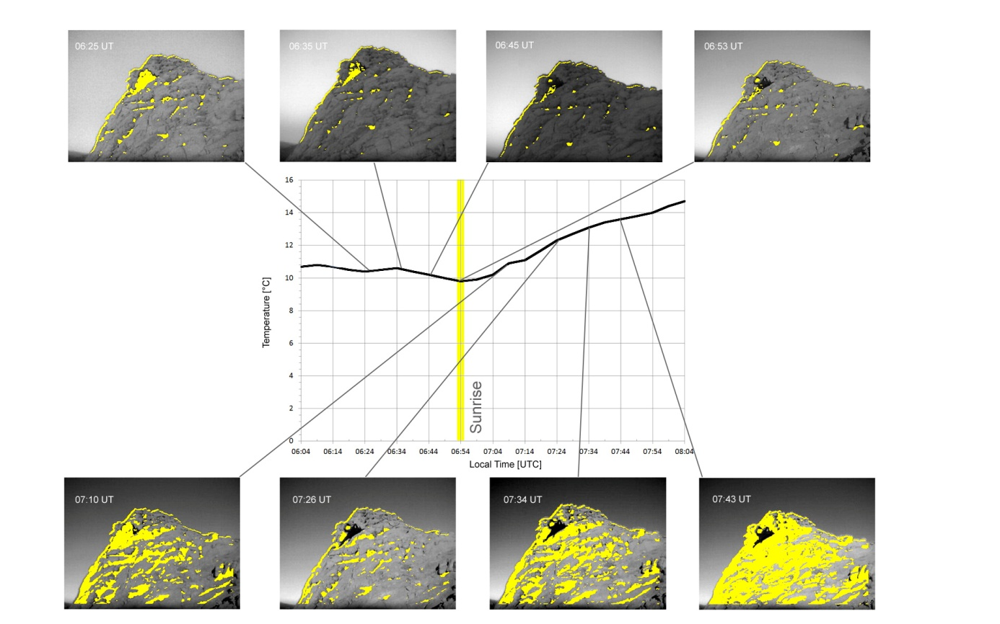 06:25 UT
06:35 UT
06:45 UT
06:53 UT
16
14
12
10
8
6
4
2
0
Temperature [°C]
Sunrise
06:04 06:14 06:24 06:34 06:44 06:54 07:04 07:14 07:24 07:34 07:44 07:54 08:04
Local Time [UTC]
07:10 UT
07:26 UT
07:34 UT
07:43 UT